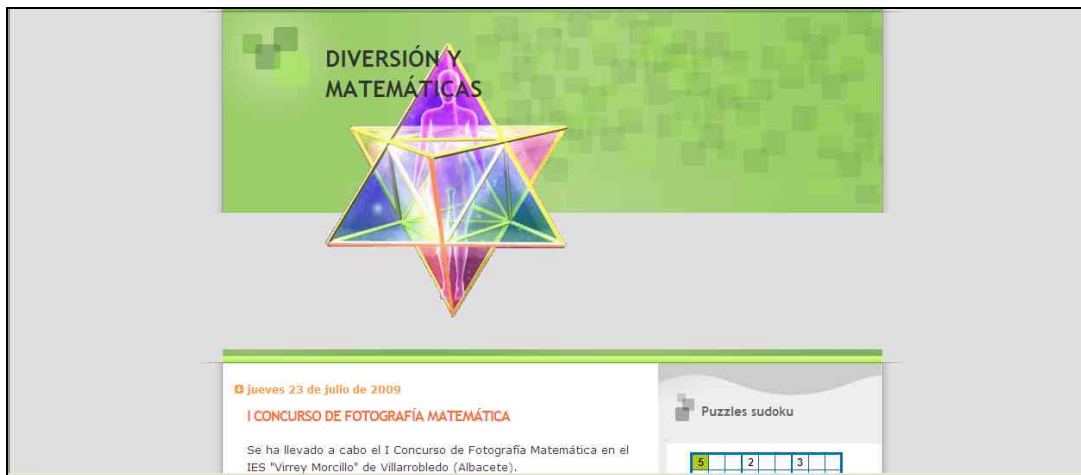 DIVERSIÓN Y
MATEMÁTICAS
jueves 23 de julio de 2009
I CONCURSO DE FOTOGRAFÍA MATEMÁTICA
Se ha llevado a cabo el I Concurso de Fotografía Matemática en el
IES "Virrey Morcillo" de Villarrobledo (Albacete).
Puzzles sudoku
5 2 3